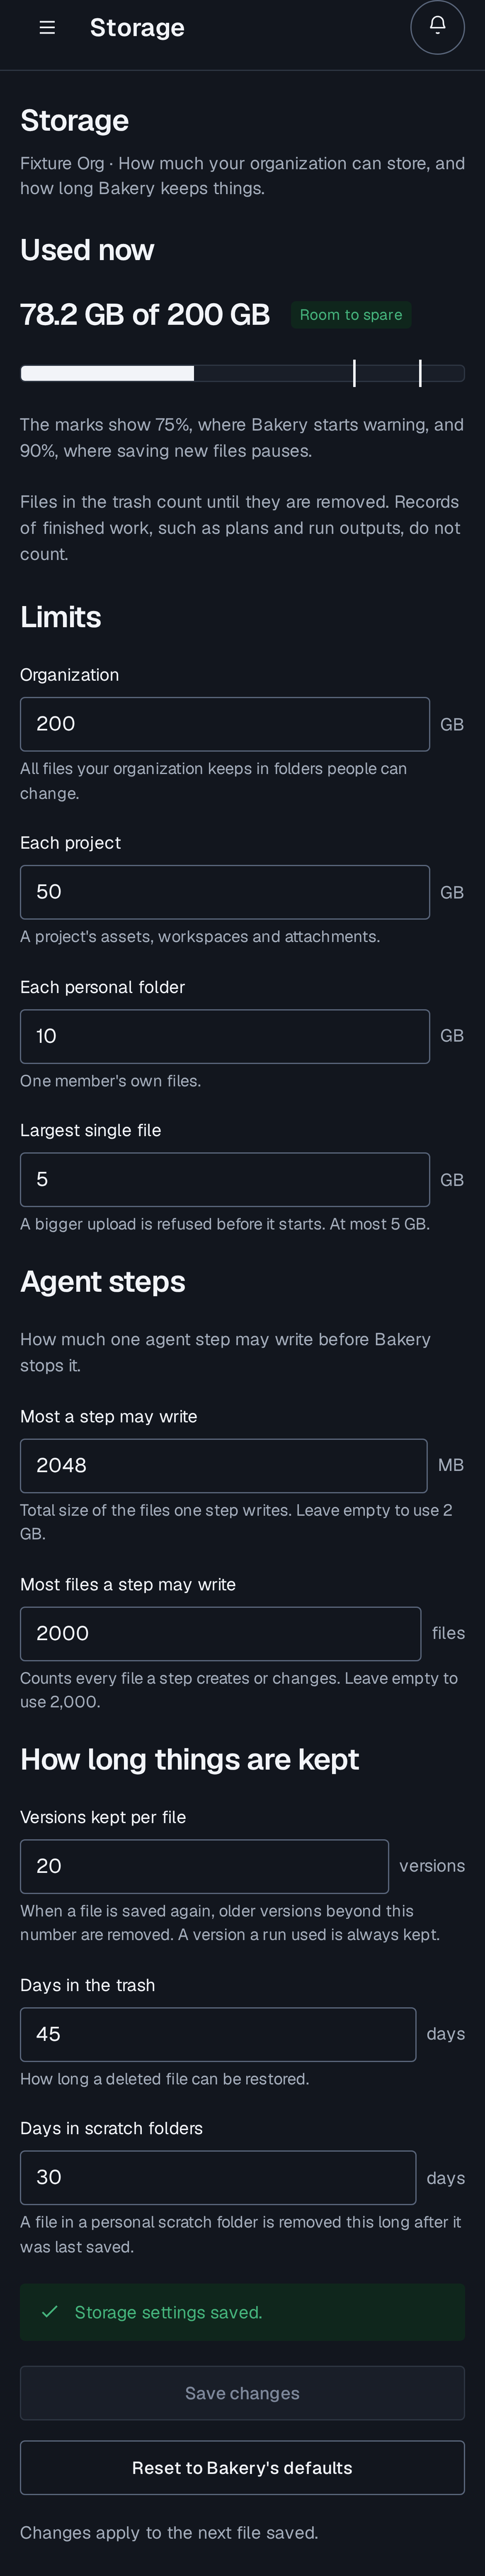 Storage
Storage
Fixture Org · How much your organization can store, and
how long Bakery keeps things.
Used now
78.2 GB of 200 GB
Room to spare
The marks show 75%, where Bakery starts warning, and
90%, where saving new files pauses.
Files in the trash count until they are removed. Records
of finished work, such as plans and run outputs, do not
count.
Limits
Organization
200
GB
All files your organization keeps in folders people can
change.
Each project
50
GB
A project's assets, workspaces and attachments.
Each personal folder
10
GB
One member's own files.
Largest single file
5
GB
A bigger upload is refused before it starts. At most 5 GB.
Agent steps
How much one agent step may write before Bakery
stops it.
Most a step may write
2048
MB
Total size of the files one step writes. Leave empty to use 2
GB.
Most files a step may write
2000
files
Counts every file a step creates or changes. Leave empty to
use 2,000.
How long things are kept
Versions kept per file
20
versions
When a file is saved again, older versions beyond this
number are removed. A version a run used is always kept.
Days in the trash
45
days
How long a deleted file can be restored.
Days in scratch folders
30
days
A file in a personal scratch folder is removed this long after it
was last saved.
Storage settings saved.
Save changes
Reset to Bakery's defaults
Changes apply to the next file saved.